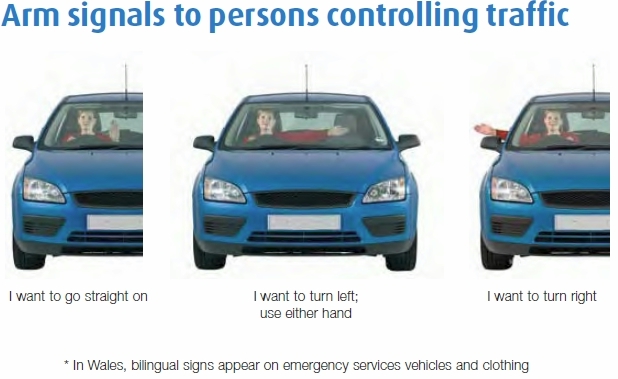 Arm signals to persons controlling traffic
I want to go straight on
I want to turn left;
use either hand
I want to turn right
* In Wales, bilingual signs appear on emergency services vehicles and clothing